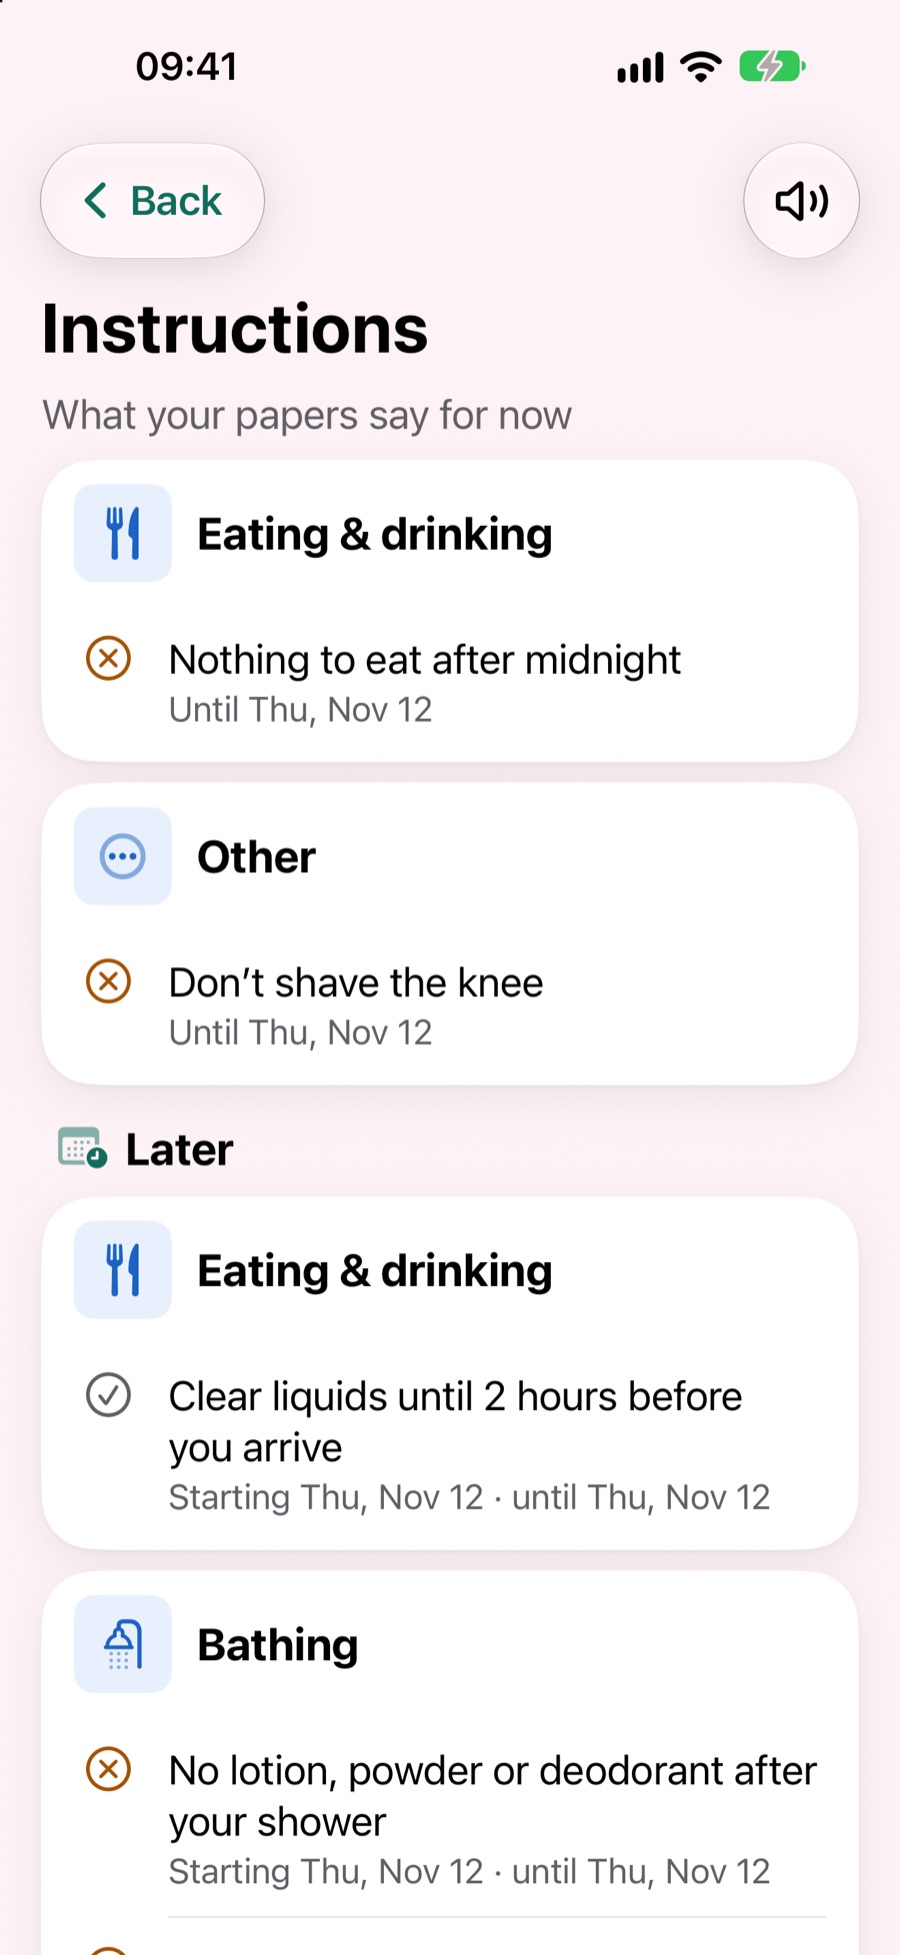 09:41
Back
Instructions
What your papers say for now
Eating & drinking
Nothing to eat after midnight
Until Thu, Nov 12
Other
Don’t shave the knee
Until Thu, Nov 12
Later
Eating & drinking
Clear liquids until 2 hours before
you arrive
Starting Thu, Nov 12 · until Thu, Nov 12
Bathing
No lotion, powder or deodorant after
your shower
Starting Thu, Nov 12 · until Thu, Nov 12